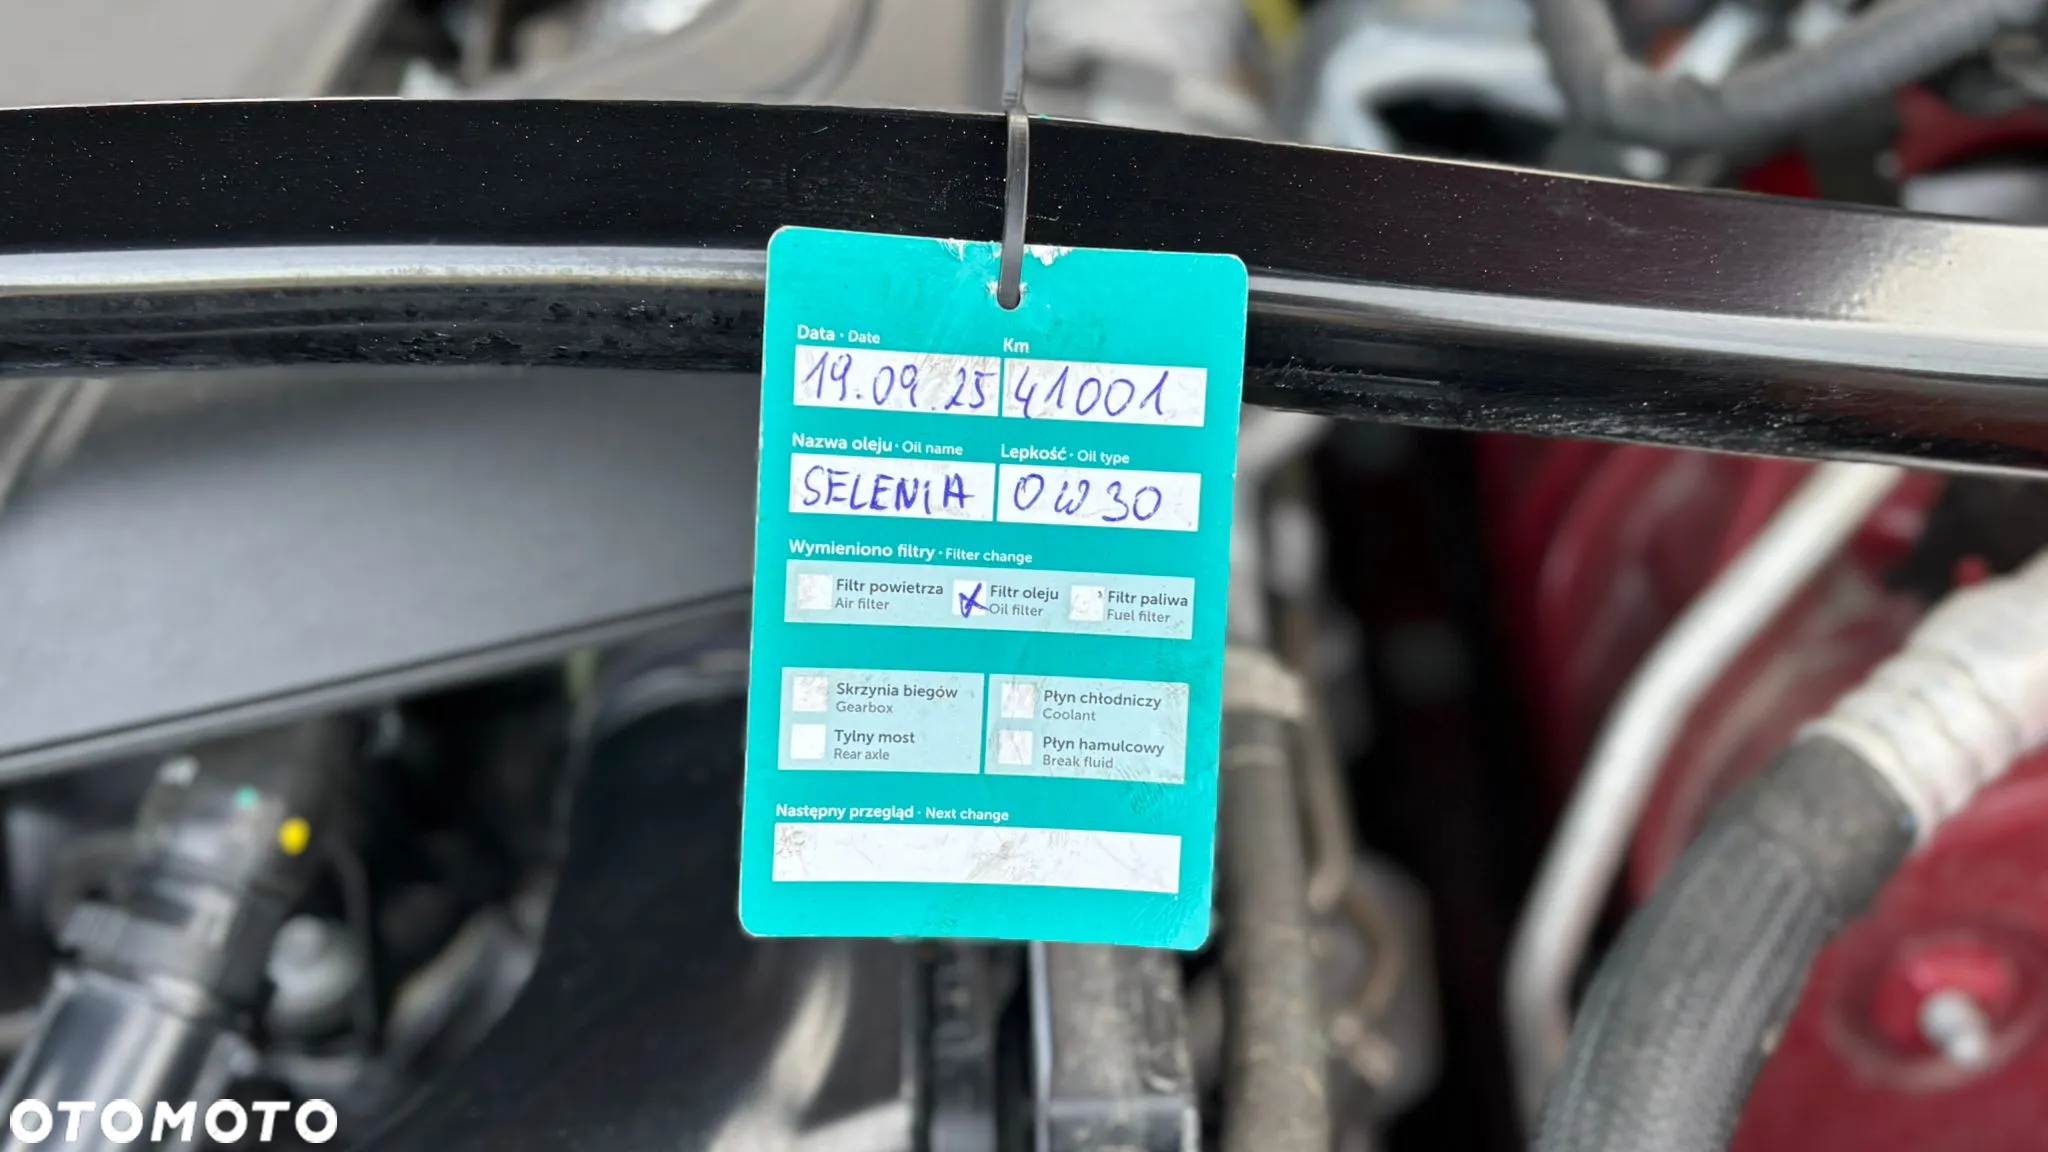 Data · Date Km
19.09.25 41001
Nazwa oleju · Oil name Lepkość · Oil type
SELENIA 0W30
Wymieniono filtry · Filter change
Filtr powietrza Filtr oleju Filtr paliwa
Air filter Oil filter Fuel filter
Skrzynia biegów Płyn chłodniczy
Gearbox Coolant
Tylny most Płyn hamulcowy
Rear axle Break fluid
Następny przegląd · Next change
OTOMOTO